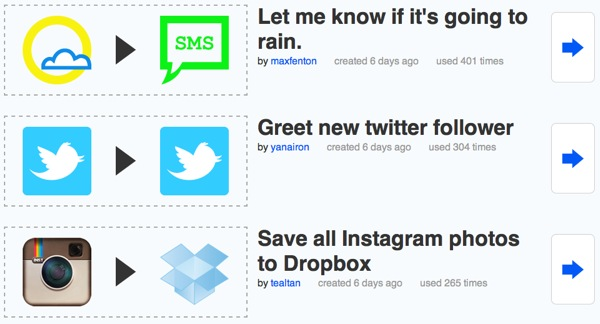 SMS
Let me know if it's going to
rain.
by maxfenton created 6 days ago used 401 times
Greet new twitter follower
by yanairon created 6 days ago used 304 times
INST
Save all Instagram photos
to Dropbox
by tealtan created 6 days ago used 265 times